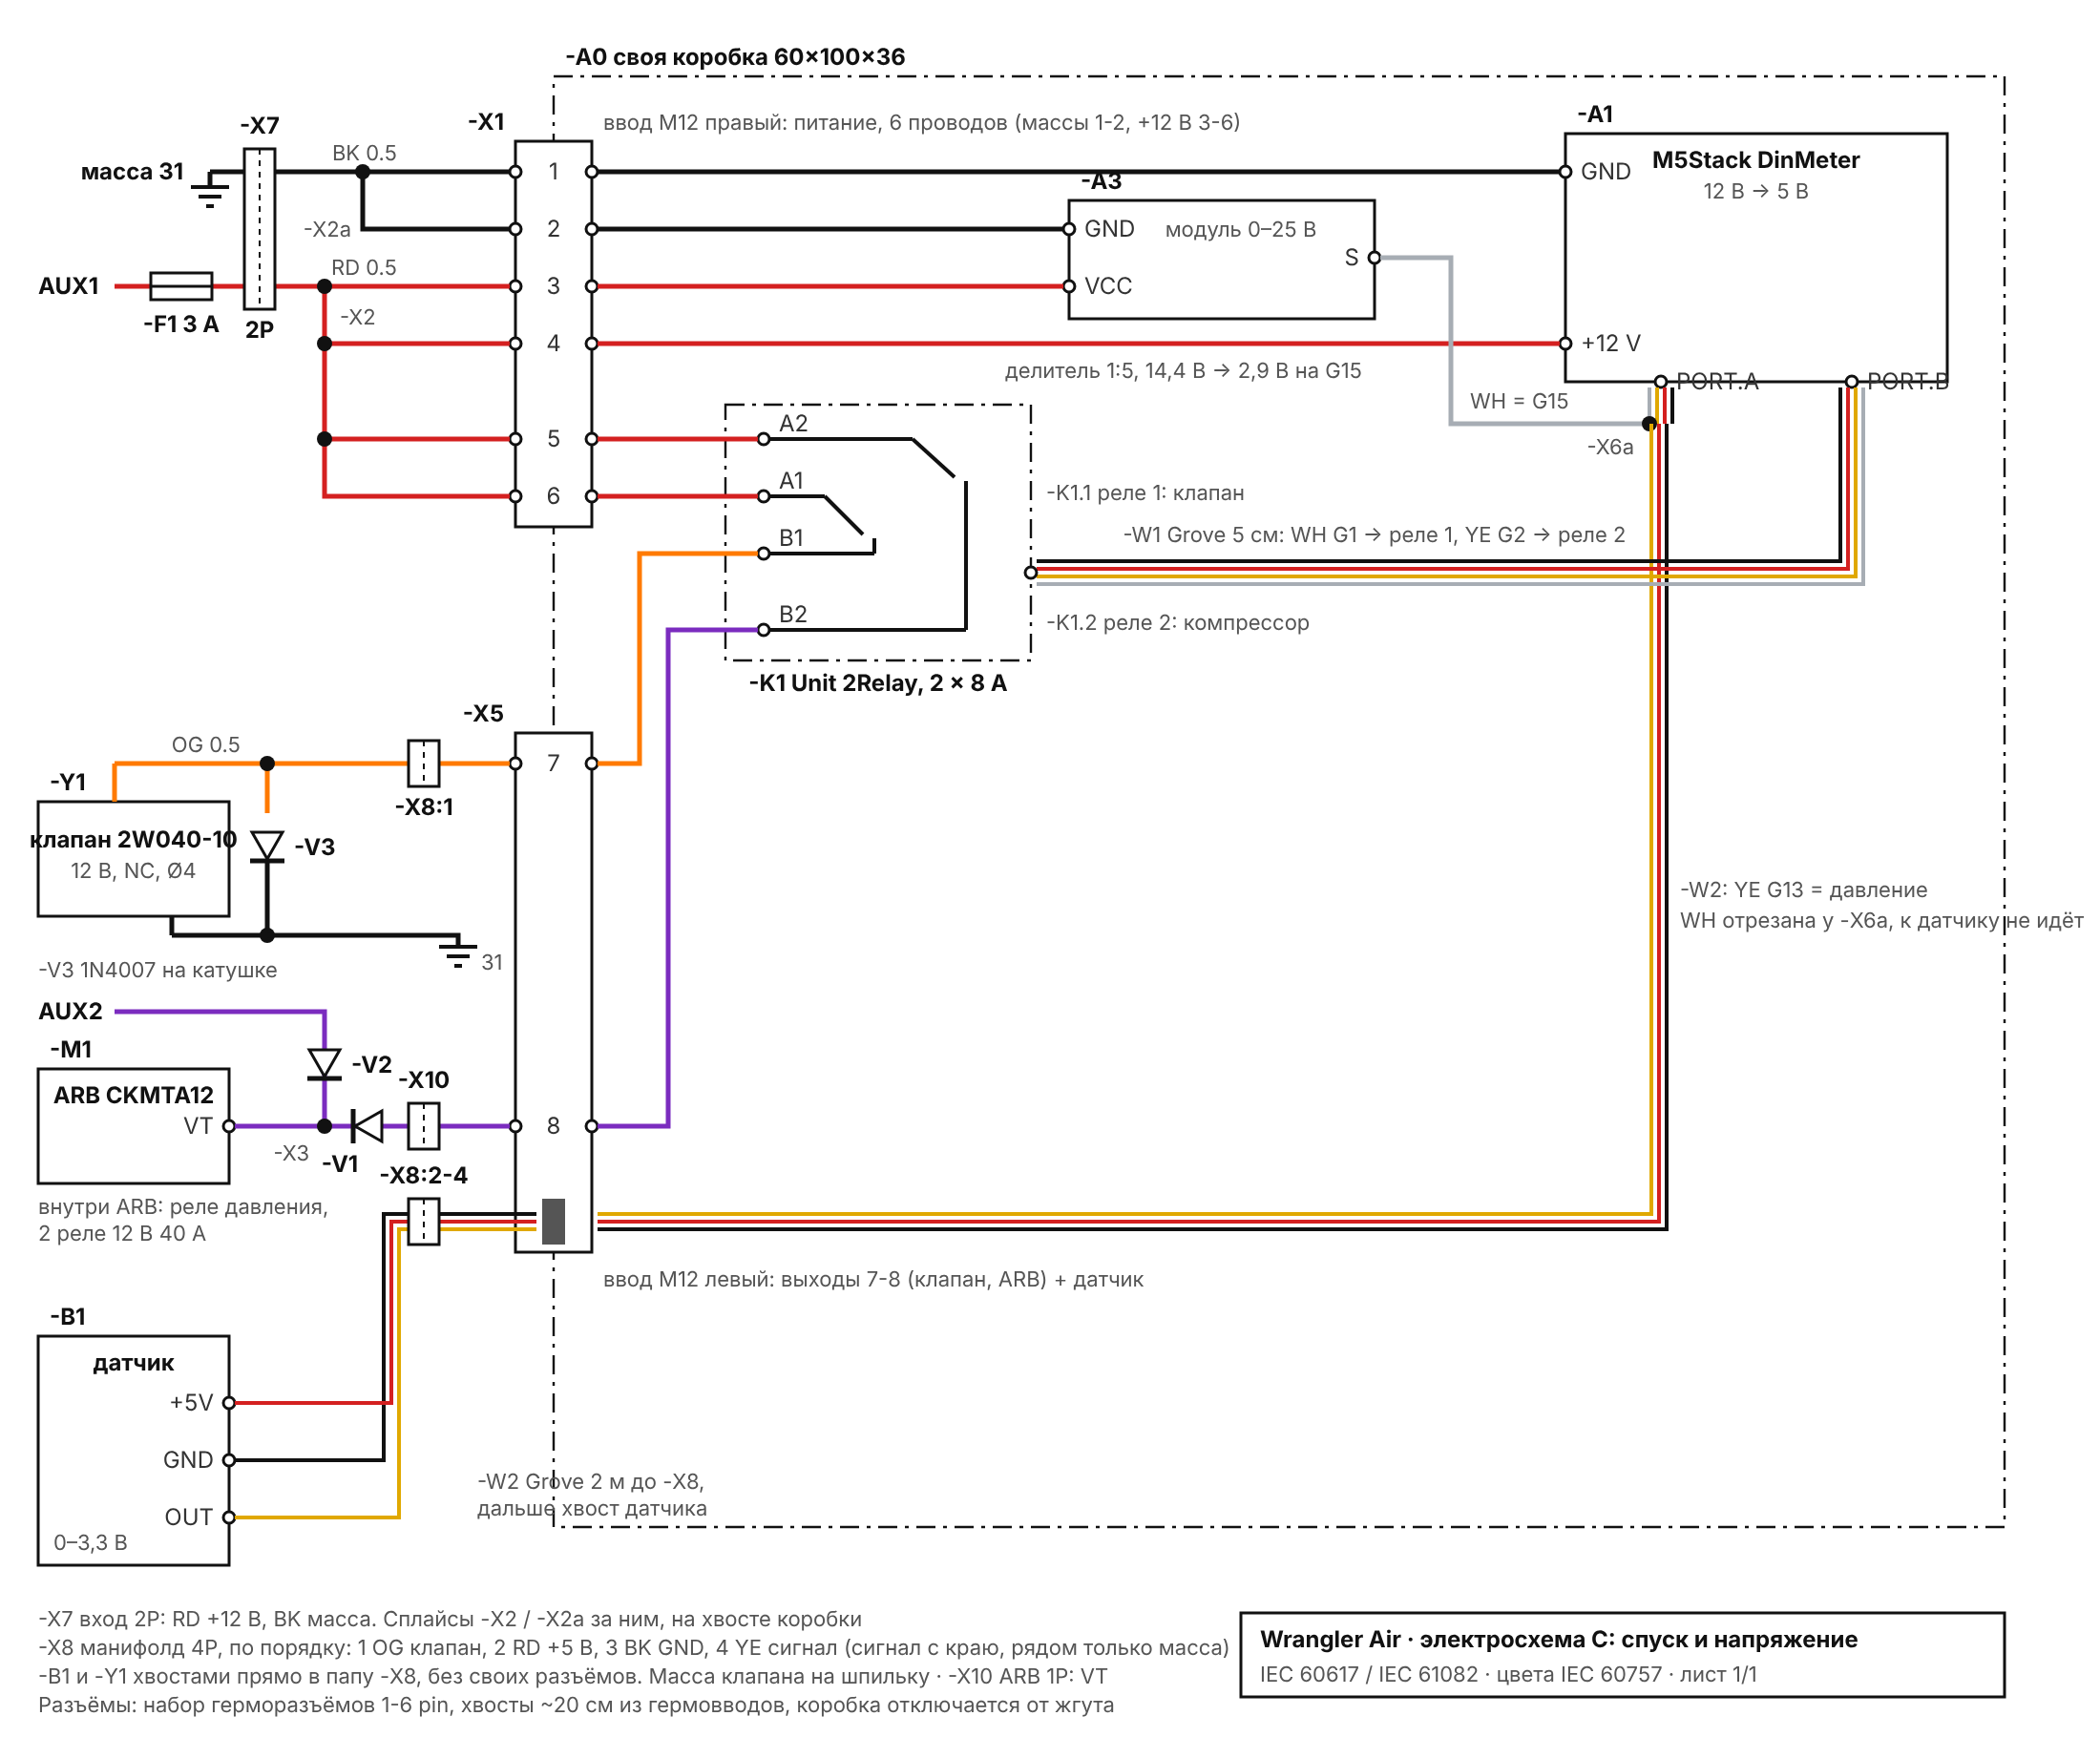 -A0 своя коробка 60×100×36
-X7
-X1
ввод M12 правый: питание, 6 проводов (массы 1-2, +12 В 3-6)
-A1
масса 31
BK 0.5
1
GND
M5Stack DinMeter
12 В → 5 В
-A3
-X2a
2
GND
модуль 0–25 В
S
AUX1
RD 0.5
3
VCC
-F1 3 A
2P
-X2
4
+12 V
делитель 1:5, 14,4 В → 2,9 В на G15
PORT.A
PORT.B
WH = G15
-X6a
5
A2
6
A1
-K1.1 реле 1: клапан
B1
-W1 Grove 5 см: WH G1 → реле 1, YE G2 → реле 2
B2
-K1.2 реле 2: компрессор
-K1 Unit 2Relay, 2 × 8 A
-X5
OG 0.5
7
-Y1
-X8:1
клапан 2W040-10
12 В, NC, Ø4
-V3
-W2: YE G13 = давление
WH отрезана у -X6a, к датчику не идёт
31
-V3 1N4007 на катушке
AUX2
-M1
-V2
-X10
ARB CKMTA12
VT
8
-X3
-V1
-X8:2-4
внутри ARB: реле давления,
2 реле 12 В 40 А
ввод M12 левый: выходы 7-8 (клапан, ARB) + датчик
-B1
датчик
+5V
GND
OUT
0–3,3 В
-W2 Grove 2 м до -X8,
дальше хвост датчика
-X7 вход 2P: RD +12 В, BK масса. Сплайсы -X2 / -X2a за ним, на хвосте коробки
-X8 манифолд 4P, по порядку: 1 OG клапан, 2 RD +5 В, 3 BK GND, 4 YE сигнал (сигнал с краю, рядом только масса)
-B1 и -Y1 хвостами прямо в папу -X8, без своих разъёмов. Масса клапана на шпильку · -X10 ARB 1P: VT
Разъёмы: набор герморазъёмов 1-6 pin, хвосты ~20 см из гермовводов, коробка отключается от жгута
Wrangler Air · электросхема C: спуск и напряжение
IEC 60617 / IEC 61082 · цвета IEC 60757 · лист 1/1